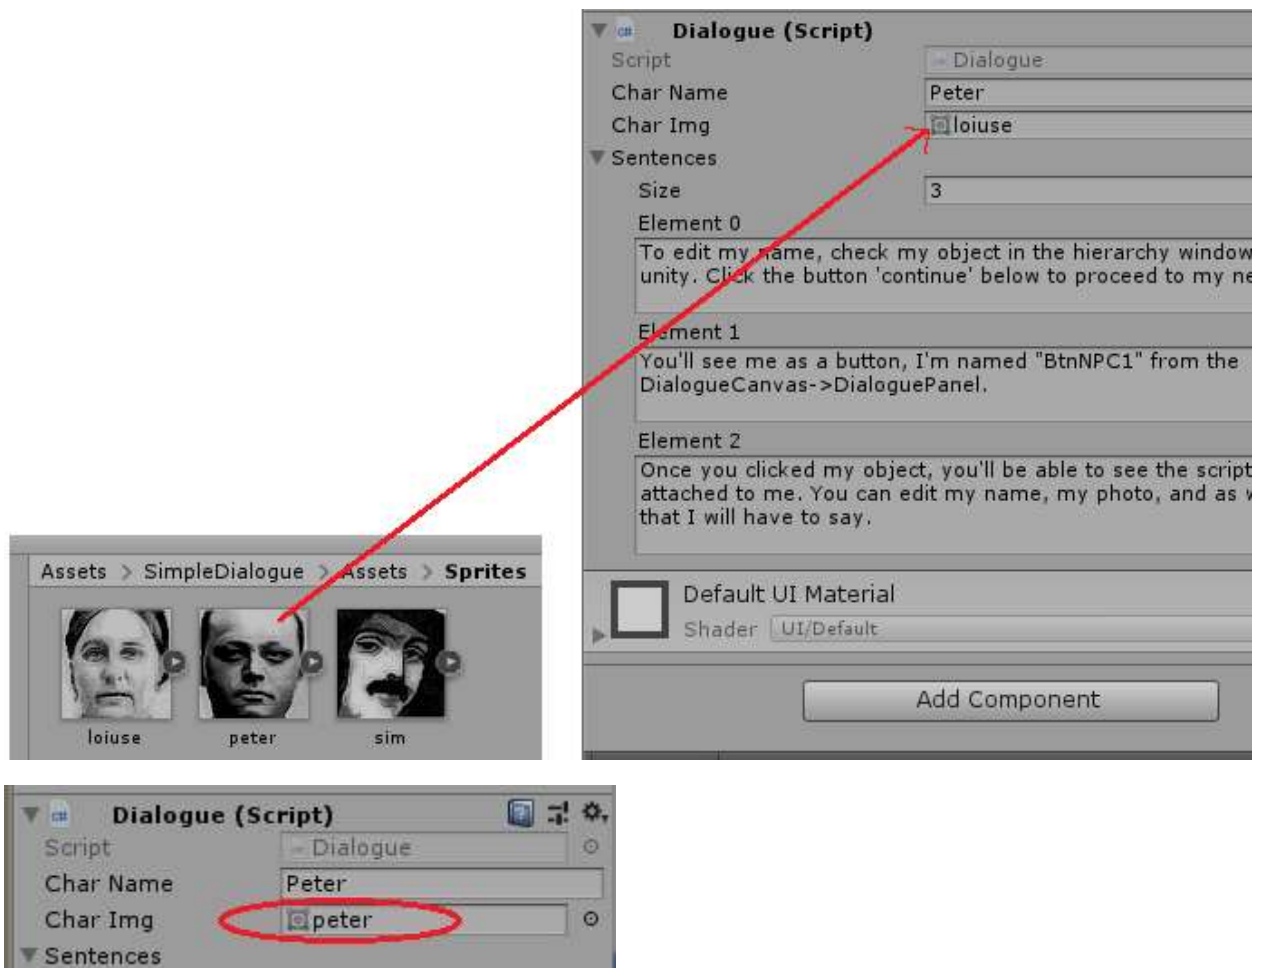 Dialogue (Script)
Script Dialogue
Char Name Peter
Char Img loiuse
Sentences
Size 3
Element 0
To edit my name, check my object in the hierarchy window
unity. Click the button 'continue' below to proceed to my ne
Element 1
You'll see me as a button, I'm named "BtnNPC1" from the
DialogueCanvas->DialoguePanel.
Element 2
Once you clicked my object, you'll be able to see the script
attached to me. You can edit my name, my photo, and as w
that I will have to say.
Default UI Material
Shader UI/Default
Add Component
Assets > SimpleDialogue > Assets > Sprites
loiuse peter sim
Dialogue (Script)
Script Dialogue
Char Name Peter
Char Img peter
Sentences